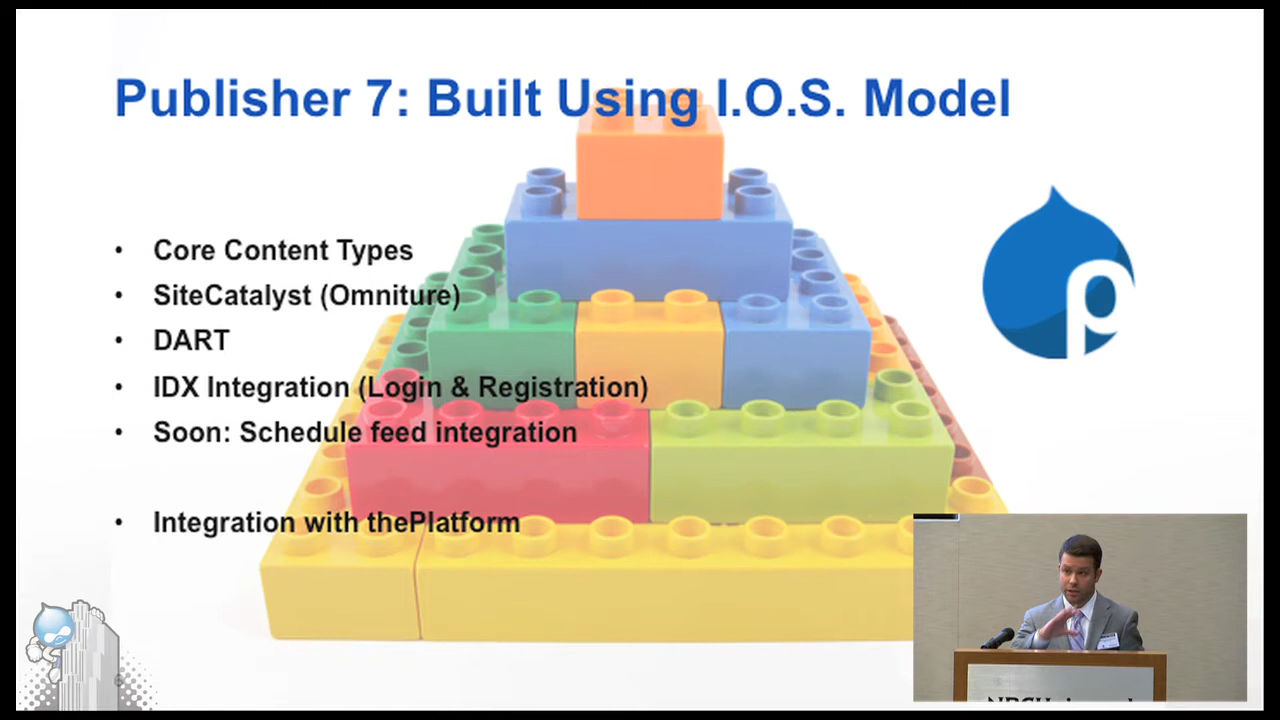 Publisher 7: Built Using I.O.S. Model
• Core Content Types
• SiteCatalyst (Omniture)
• DART
• IDX Integration (Login & Registration)
• Soon: Schedule feed integration
• Integration with thePlatform
p